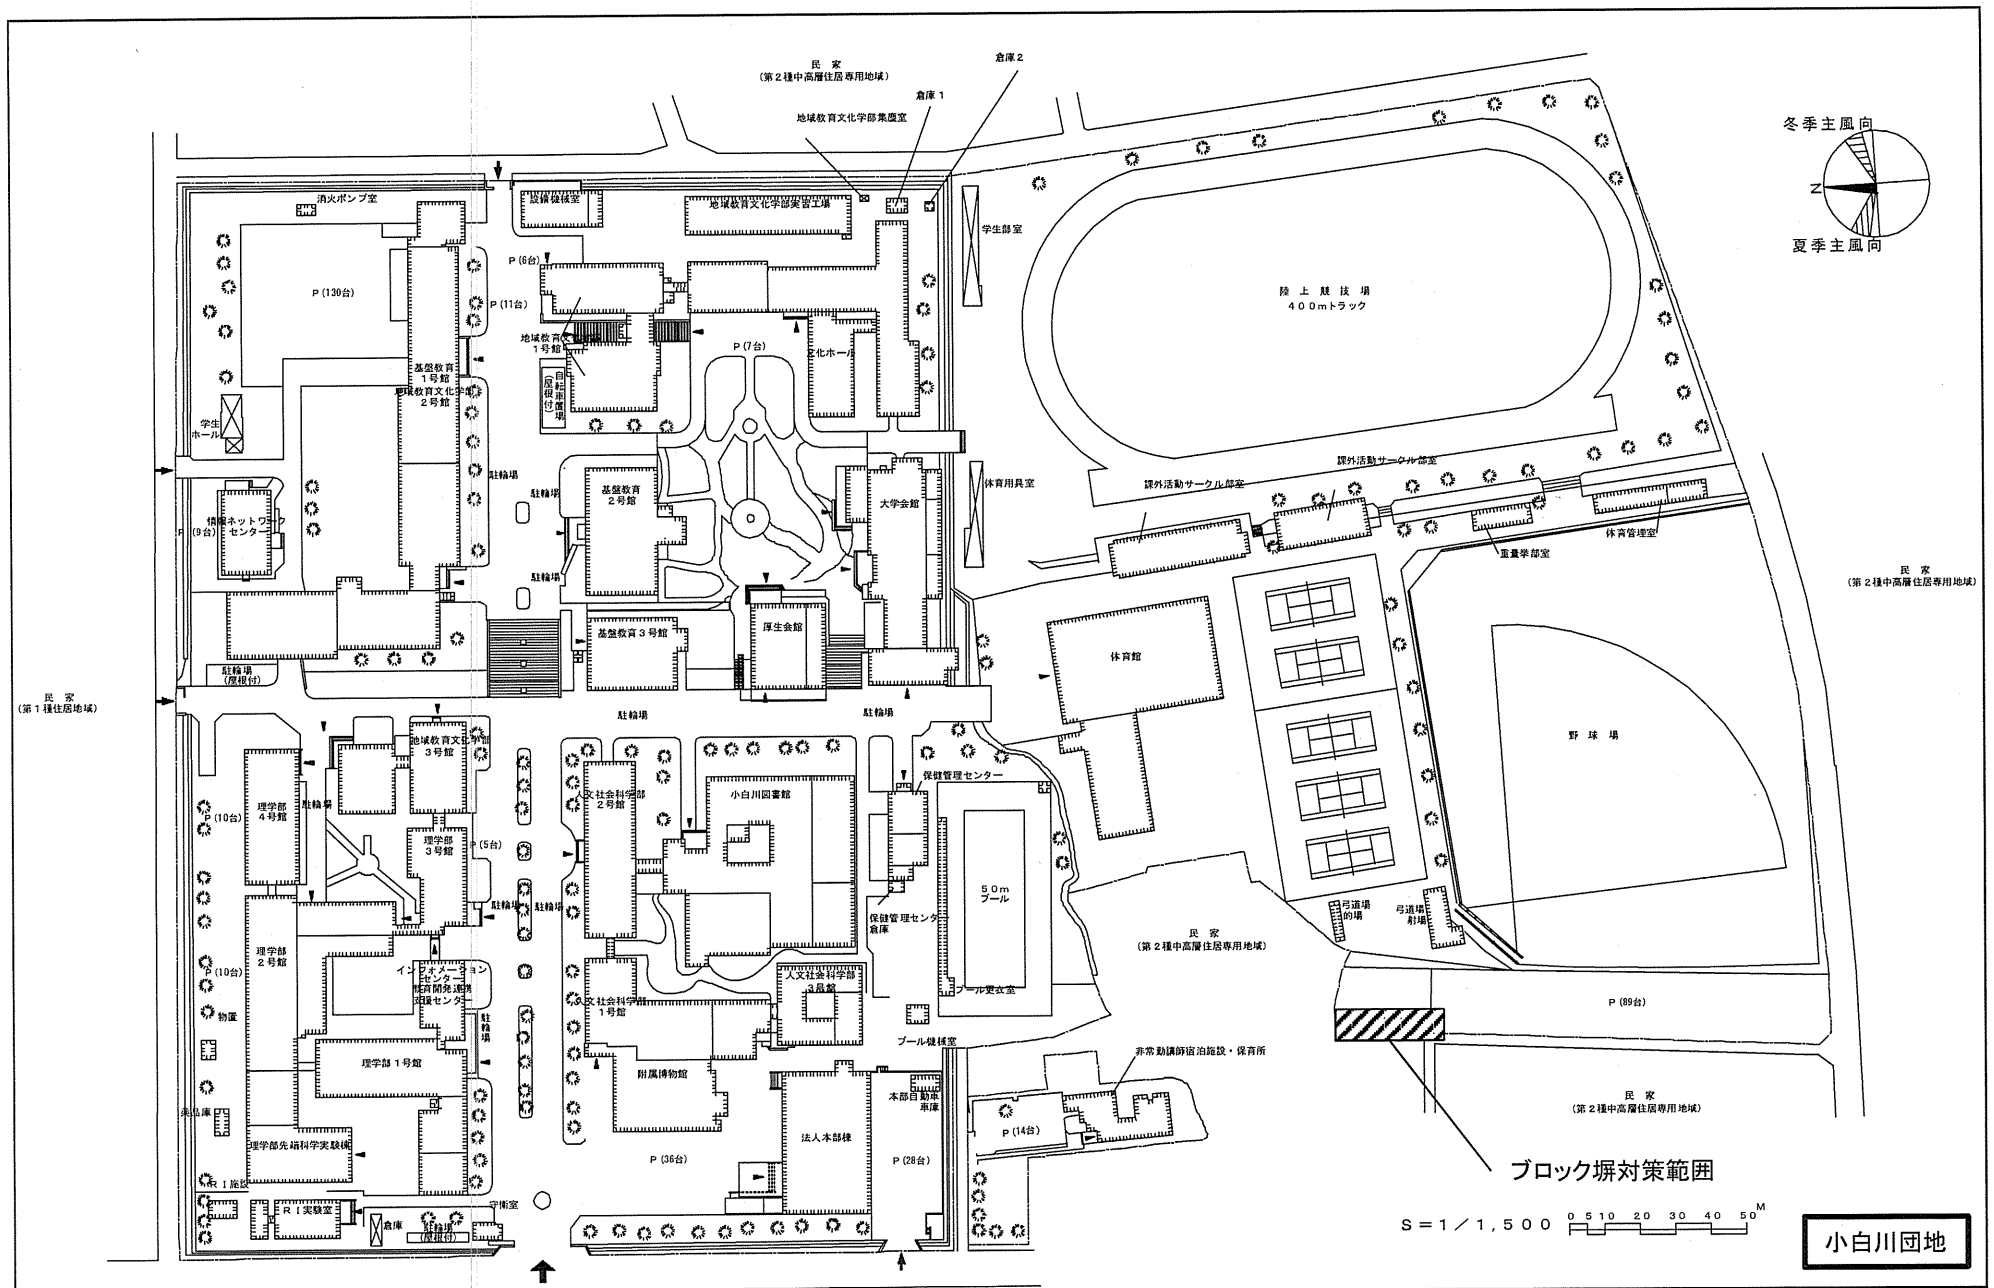 民 家
(第２種中高層住居専用地域)
倉庫２
倉庫１
地域教育文化学部集塵室
冬季主風向
N
夏季主風向
消火ポンプ室
設備機械室
地域教育文化学部実習工場
学生部室
P (6台)
P (130台)
P (11台)
陸 上 競 技 場
４００ｍトラック
地域教育文化学部
１号館
P (7台)
文化ホール
基盤教育
１号館
地域教育文化学部
２号館
自転車置場
(屋根付)
学生
ホール
駐輪場
駐輪場
基盤教育
２号館
大学会館
体育用具室
課外活動サークル部室
課外活動サークル部室
情報ネットワーク
センター
P (9台)
重量挙部室
体育管理室
民 家
(第２種中高層住居専用地域)
駐輪場
基盤教育３号館
厚生会館
体育館
駐輪場
(屋根付)
民 家
(第１種住居地域)
駐輪場
駐輪場
地域教育文化学部
３号館
野 球 場
理学部
４号館
駐輪場
P (10台)
人文社会科学部
２号館
小白川図書館
保健管理センター
理学部
３号館
P (5台)
５０ｍ
プール
駐輪場
駐輪場
保健管理センター
倉庫
弓道場
的場
弓道場
射場
民 家
(第２種中高層住居専用地域)
理学部
２号館
P (10台)
インフォメーション
センター
教育開発連携
支援センター
人文社会科学部
３号館
プール更衣室
P (89台)
人文社会科学部
１号館
物置
駐輪場
プール機械室
理学部１号館
附属博物館
非常勤講師宿泊施設・保育所
本部自動車
車庫
民 家
(第２種中高層住居専用地域)
薬品庫
理学部先端科学実験棟
法人本部棟
P (14台)
P (36台)
P (28台)
ブロック塀対策範囲
ＲＩ施設
ＲＩ実験室
守衛室
倉庫
駐輪場
(屋根付)
Ｓ＝１／１,５００
0 5 10 20 30 40 50 M
小白川団地